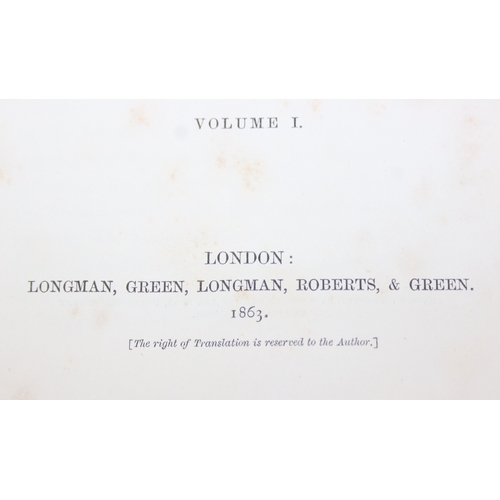 VOLUME I.
LONDON:
LONGMAN, GREEN, LONGMAN, ROBERTS, & GREEN.
1863.
[The right of Translation is reserved to the Author.]